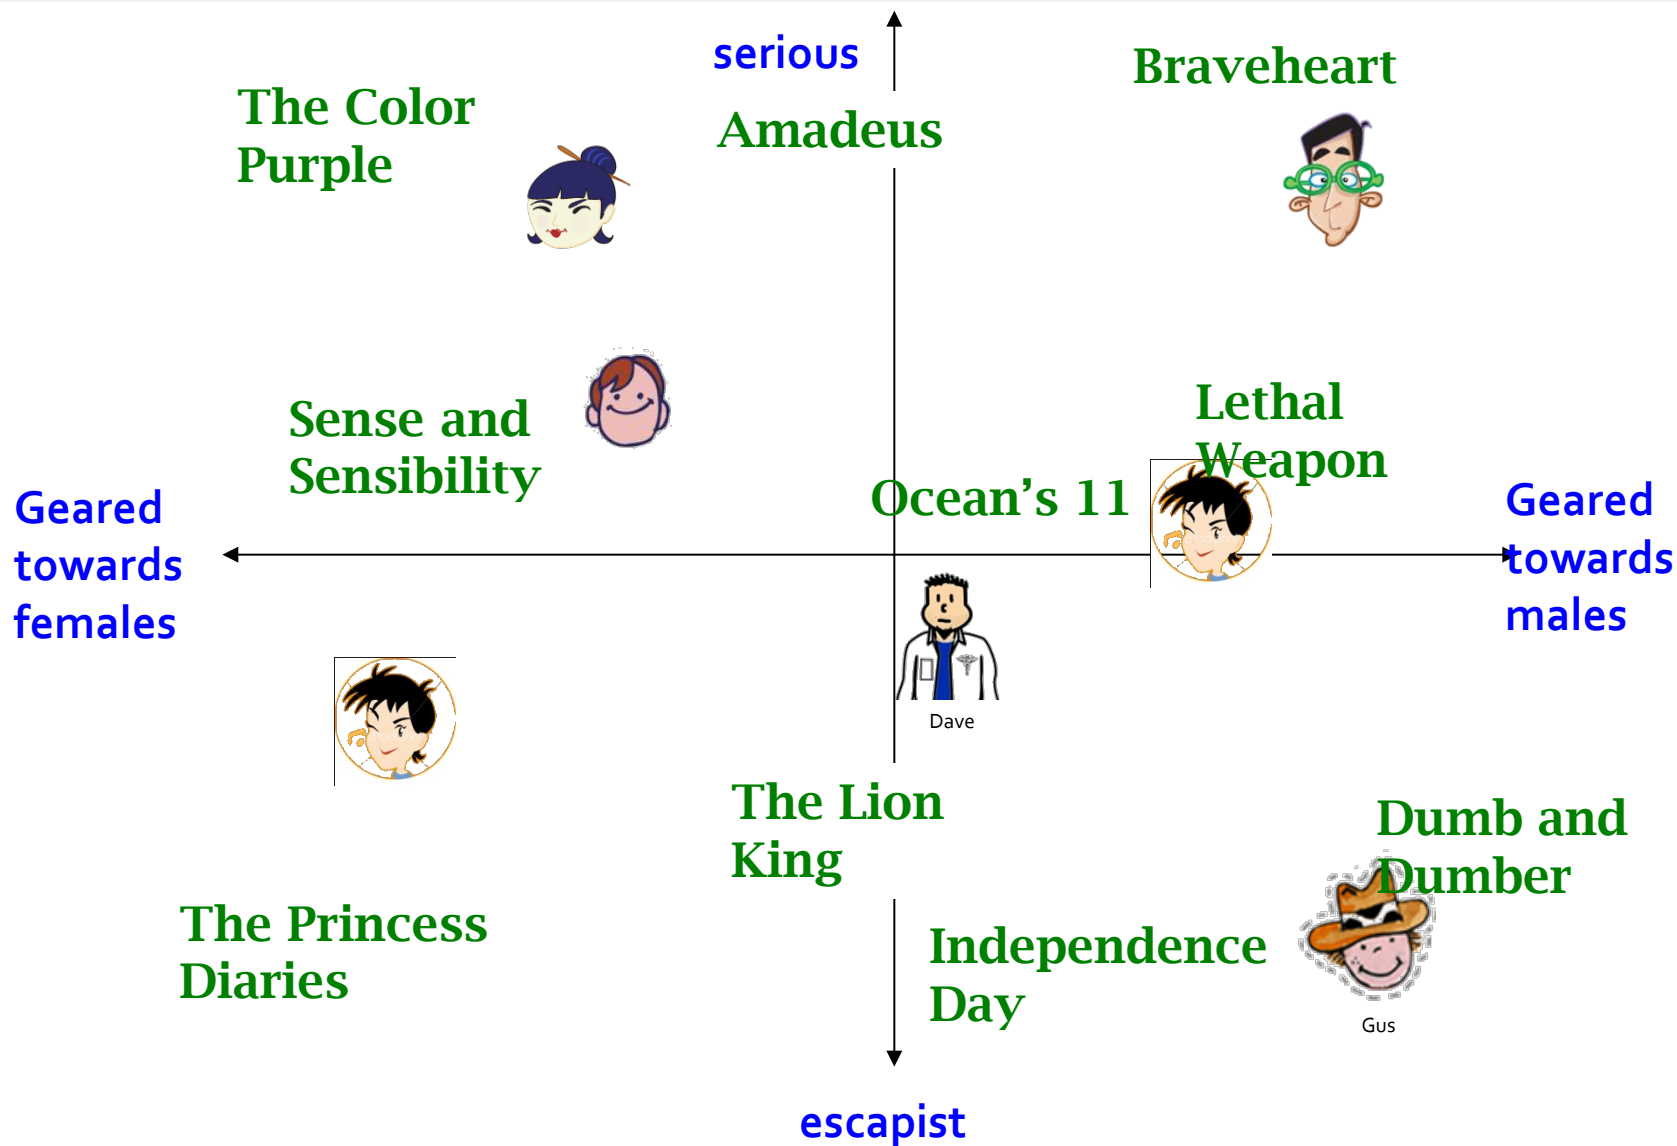 serious
Braveheart
The Color
Purple
Amadeus
Lethal
Weapon
Sense and
Sensibility
Ocean’s 11
Geared
towards
females
Geared
towards
males
Dave
The Lion
King
Dumb and
Dumber
The Princess
Diaries
Independence
Day
Gus
escapist